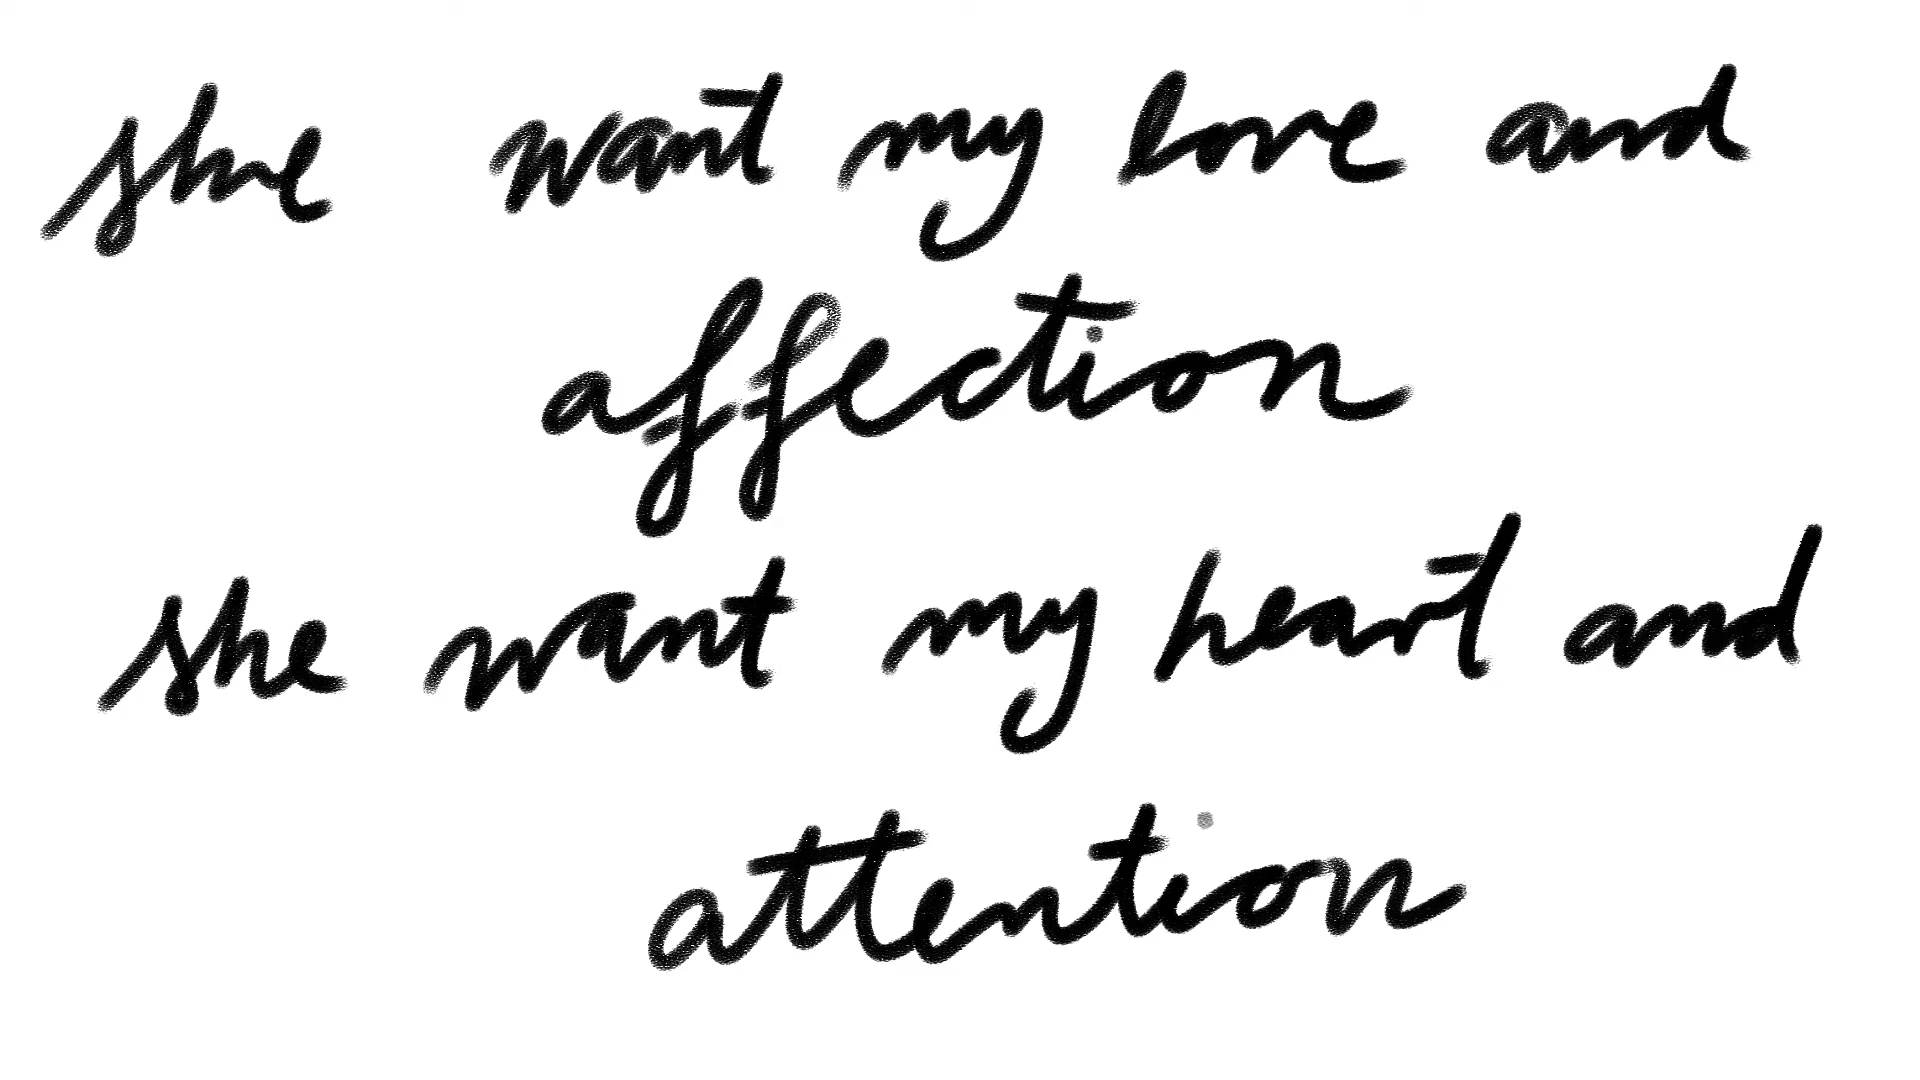 she want my love and
affection
she want my heart and
attention